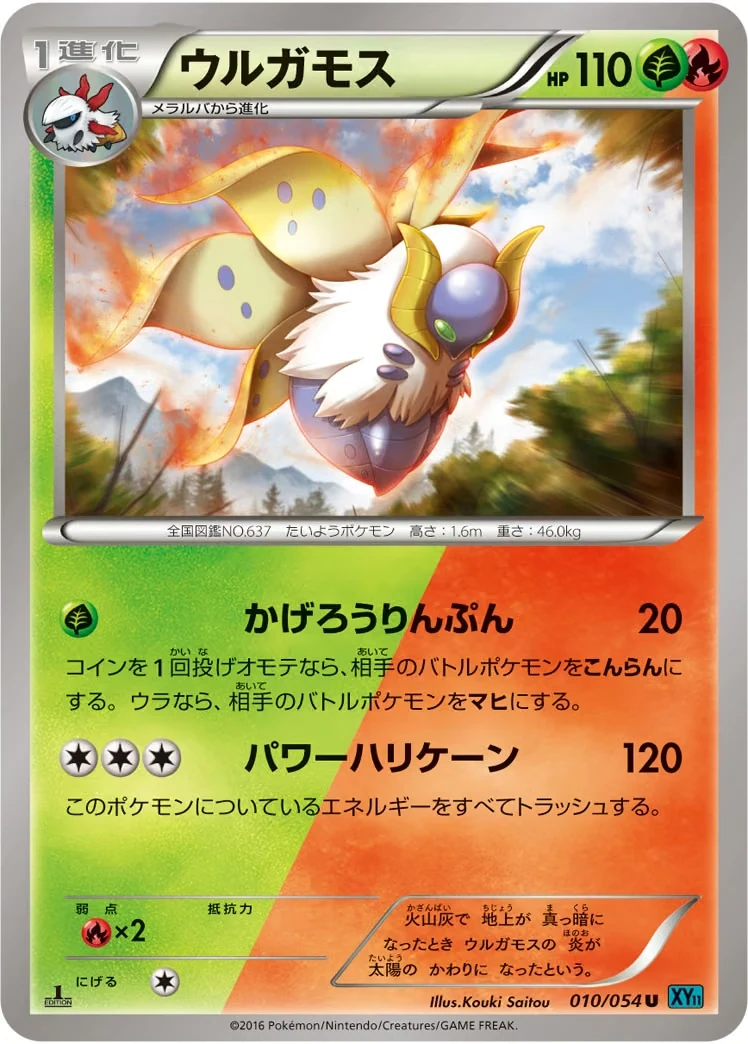 1進化
ウルガモス
HP 110
メラルバから進化
全国図鑑NO.637 たいようポケモン 高さ:1.6m 重さ:46.0kg
かげろうりんぷん 20
コインを1回投げオモテなら、相手のバトルポケモンをこんらんに
する。ウラなら、相手のバトルポケモンをマヒにする。
パワーハリケーン 120
このポケモンについているエネルギーをすべてトラッシュする。
弱点 抵抗力
×2
にげる
火山灰で 地上が 真っ暗に
なったとき ウルガモスの 炎が
太陽の かわりに なったという。
1 EDITION
Illus.Kouki Saitou 010/054 U XY11
©2016 Pokémon/Nintendo/Creatures/GAME FREAK.